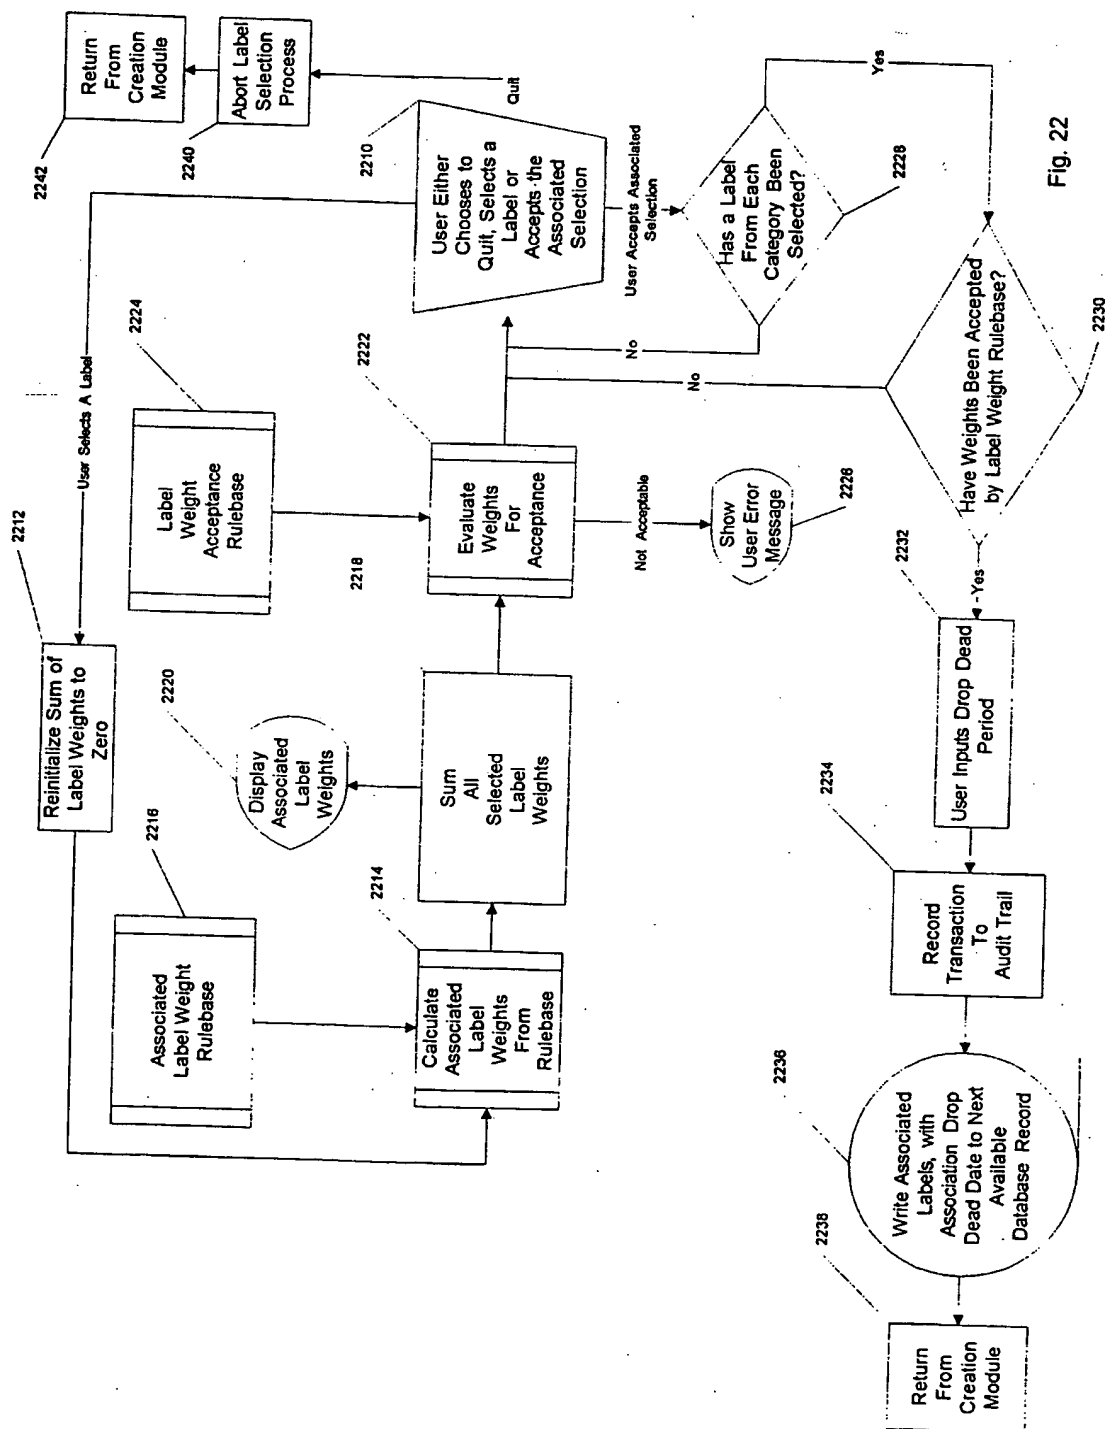 2242
Return
From
Creation
Module
2240
Abort Label
Selection
Process
Quit
2210
User Either
Chooses to
Quit, Selects a
Label or
Accepts the
Associated
Selection
User Selects A Label
2212
Reinitialize Sum of
Label Weights to
Zero
2216
Associated
Label Weight
Rulebase
2214
Calculate
Associated
Label
Weights
From
Rulebase
2220
Display
Associated
Label
Weights
Sum
All
Selected
Label
Weights
2218
2224
Label
Weight
Acceptance
Rulebase
2222
Evaluate
Weights
For
Acceptance
Not Acceptable
Show
User Error
Message
2226
User Accepts Associated
Selection
Has a Label
From Each
Category Been
Selected?
2228
No
No
Yes
Have Weights Been Accepted
by Label Weight Rulebase?
2230
Yes
2232
User Inputs Drop Dead
Period
2234
Record
Transaction
To
Audit Trail
2236
Write Associated
Labels, with
Association Drop
Dead Date to Next
Available
Database Record
2238
Return
From
Creation
Module
Fig. 22